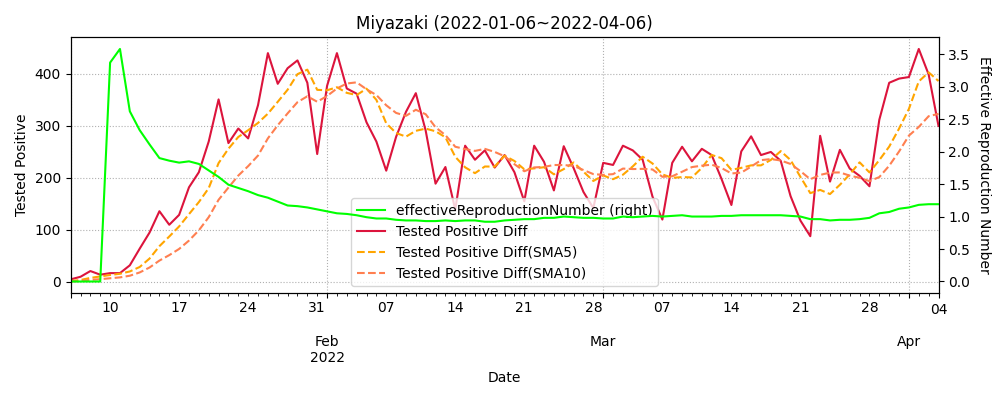 Miyazaki (2022-01-06~2022-04-06)
Tested Positive
400
300
200
100
0
3.5
3.0
2.5
2.0
1.5
1.0
0.5
0.0
Effective Reproduction Number
effectiveReproductionNumber (right)
Tested Positive Diff
Tested Positive Diff(SMA5)
Tested Positive Diff(SMA10)
10 17 24 31 07 14 21 28 07 14 21 28 04
Feb Mar Apr
2022
Date